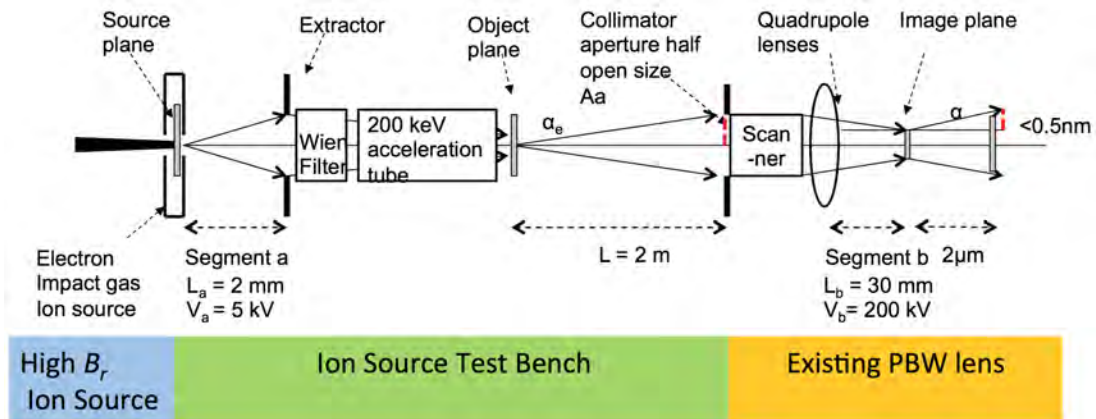 Source
plane
Extractor
Object
plane
Collimator
aperture half
open size
Aa
Quadrupole
lenses
Image plane
Wien
Filter
200 keV
acceleration
tube
αe
Scan
-ner
α
<0.5nm
Electron
Impact gas
Ion source
Segment a
La = 2 mm
Va = 5 kV
L = 2 m
Segment b
Lb = 30 mm
Vb= 200 kV
2μm
High Br
Ion Source
Ion Source Test Bench
Existing PBW lens